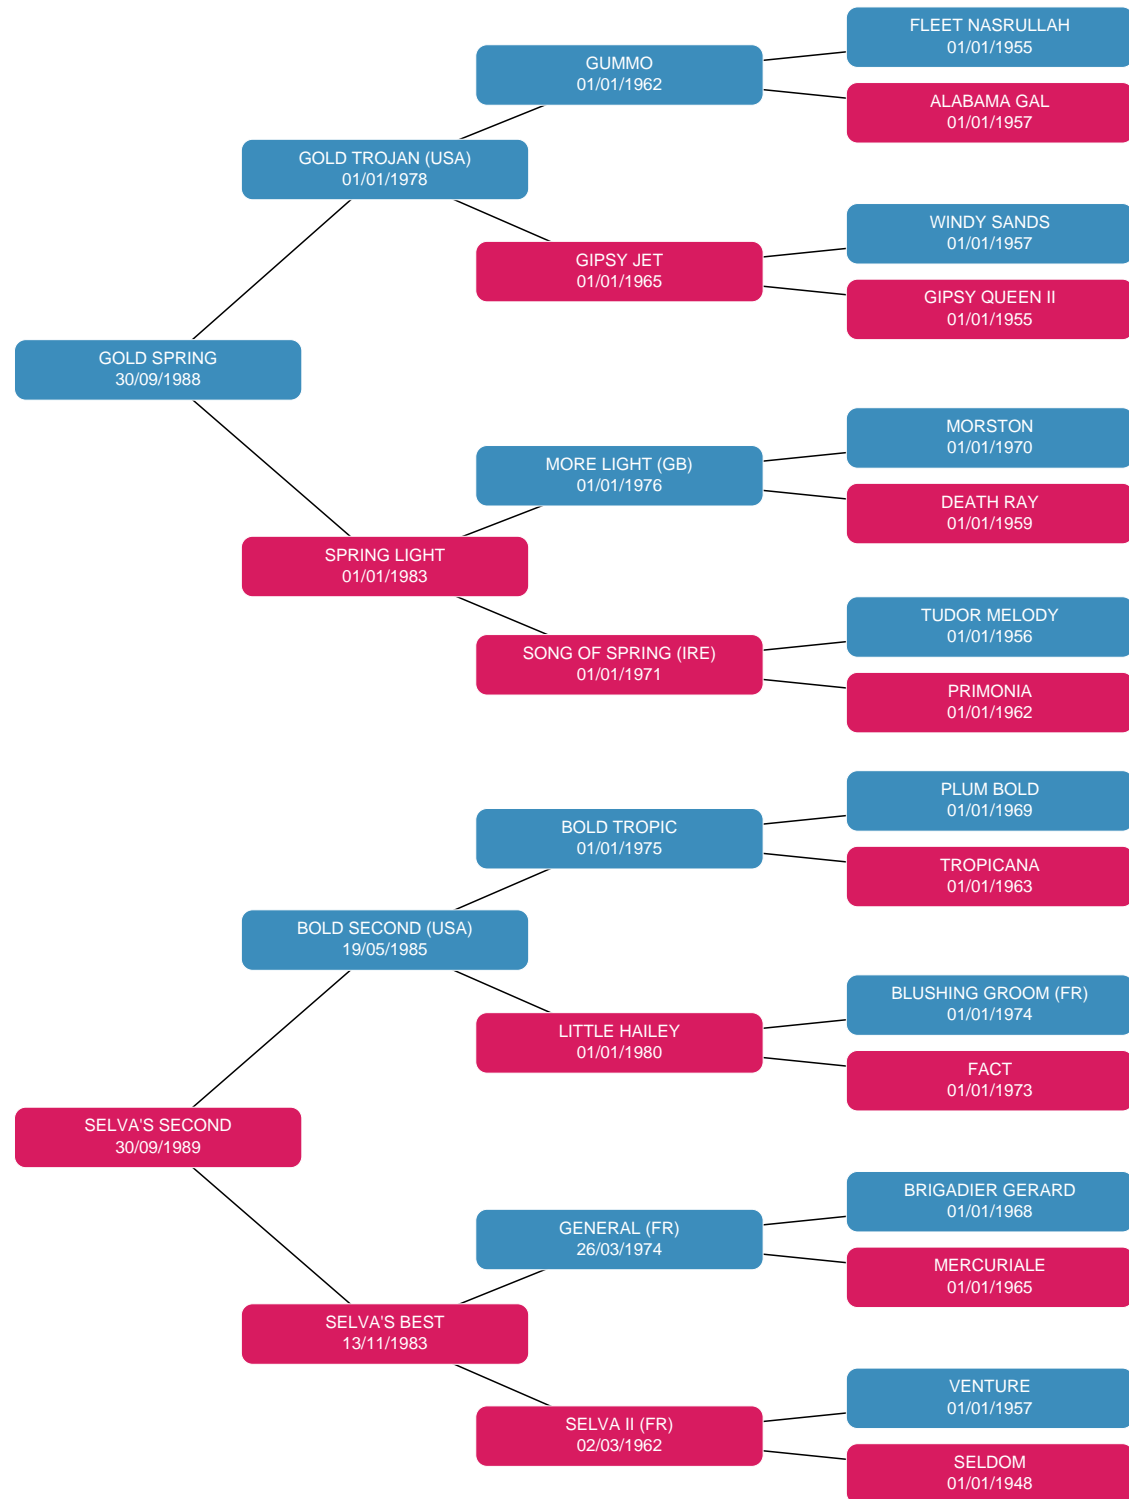 FLEET NASRULLAH
01/01/1955
GUMMO
01/01/1962
ALABAMA GAL
01/01/1957
GOLD TROJAN (USA)
01/01/1978
WINDY SANDS
01/01/1957
GIPSY JET
01/01/1965
GIPSY QUEEN II
01/01/1955
GOLD SPRING
30/09/1988
MORSTON
01/01/1970
MORE LIGHT (GB)
01/01/1976
DEATH RAY
01/01/1959
SPRING LIGHT
01/01/1983
TUDOR MELODY
01/01/1956
SONG OF SPRING (IRE)
01/01/1971
PRIMONIA
01/01/1962
PLUM BOLD
01/01/1969
BOLD TROPIC
01/01/1975
TROPICANA
01/01/1963
BOLD SECOND (USA)
19/05/1985
BLUSHING GROOM (FR)
01/01/1974
LITTLE HAILEY
01/01/1980
FACT
01/01/1973
SELVA'S SECOND
30/09/1989
BRIGADIER GERARD
01/01/1968
GENERAL (FR)
26/03/1974
MERCURIALE
01/01/1965
SELVA'S BEST
13/11/1983
VENTURE
01/01/1957
SELVA II (FR)
02/03/1962
SELDOM
01/01/1948